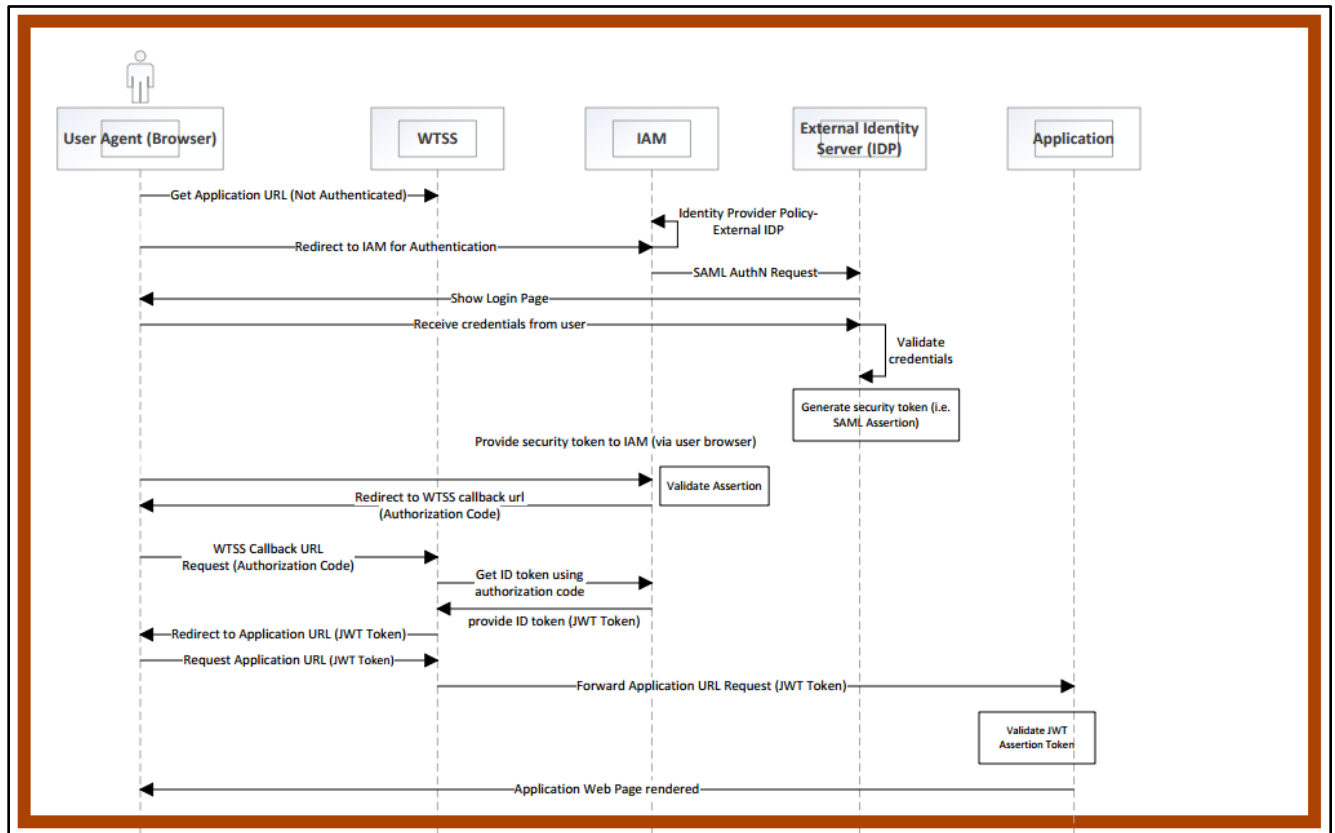 User Agent (Browser)
WTSS
IAM
External Identity
Server (IDP)
Application
Get Application URL (Not Authenticated)
Identity Provider Policy-
External IDP
Redirect to IAM for Authentication
SAML AuthN Request
Show Login Page
Receive credentials from user
Validate
credentials
Generate security token (i.e.
SAML Assertion)
Provide security token to IAM (via user browser)
Validate Assertion
Redirect to WTSS callback url
(Authorization Code)
WTSS Callback URL
Request (Authorization Code)
Get ID token using
authorization code
provide ID token (JWT Token)
Redirect to Application URL (JWT Token)
Request Application URL (JWT Token)
Forward Application URL Request (JWT Token)
Validate JWT
Assertion Token
Application Web Page rendered